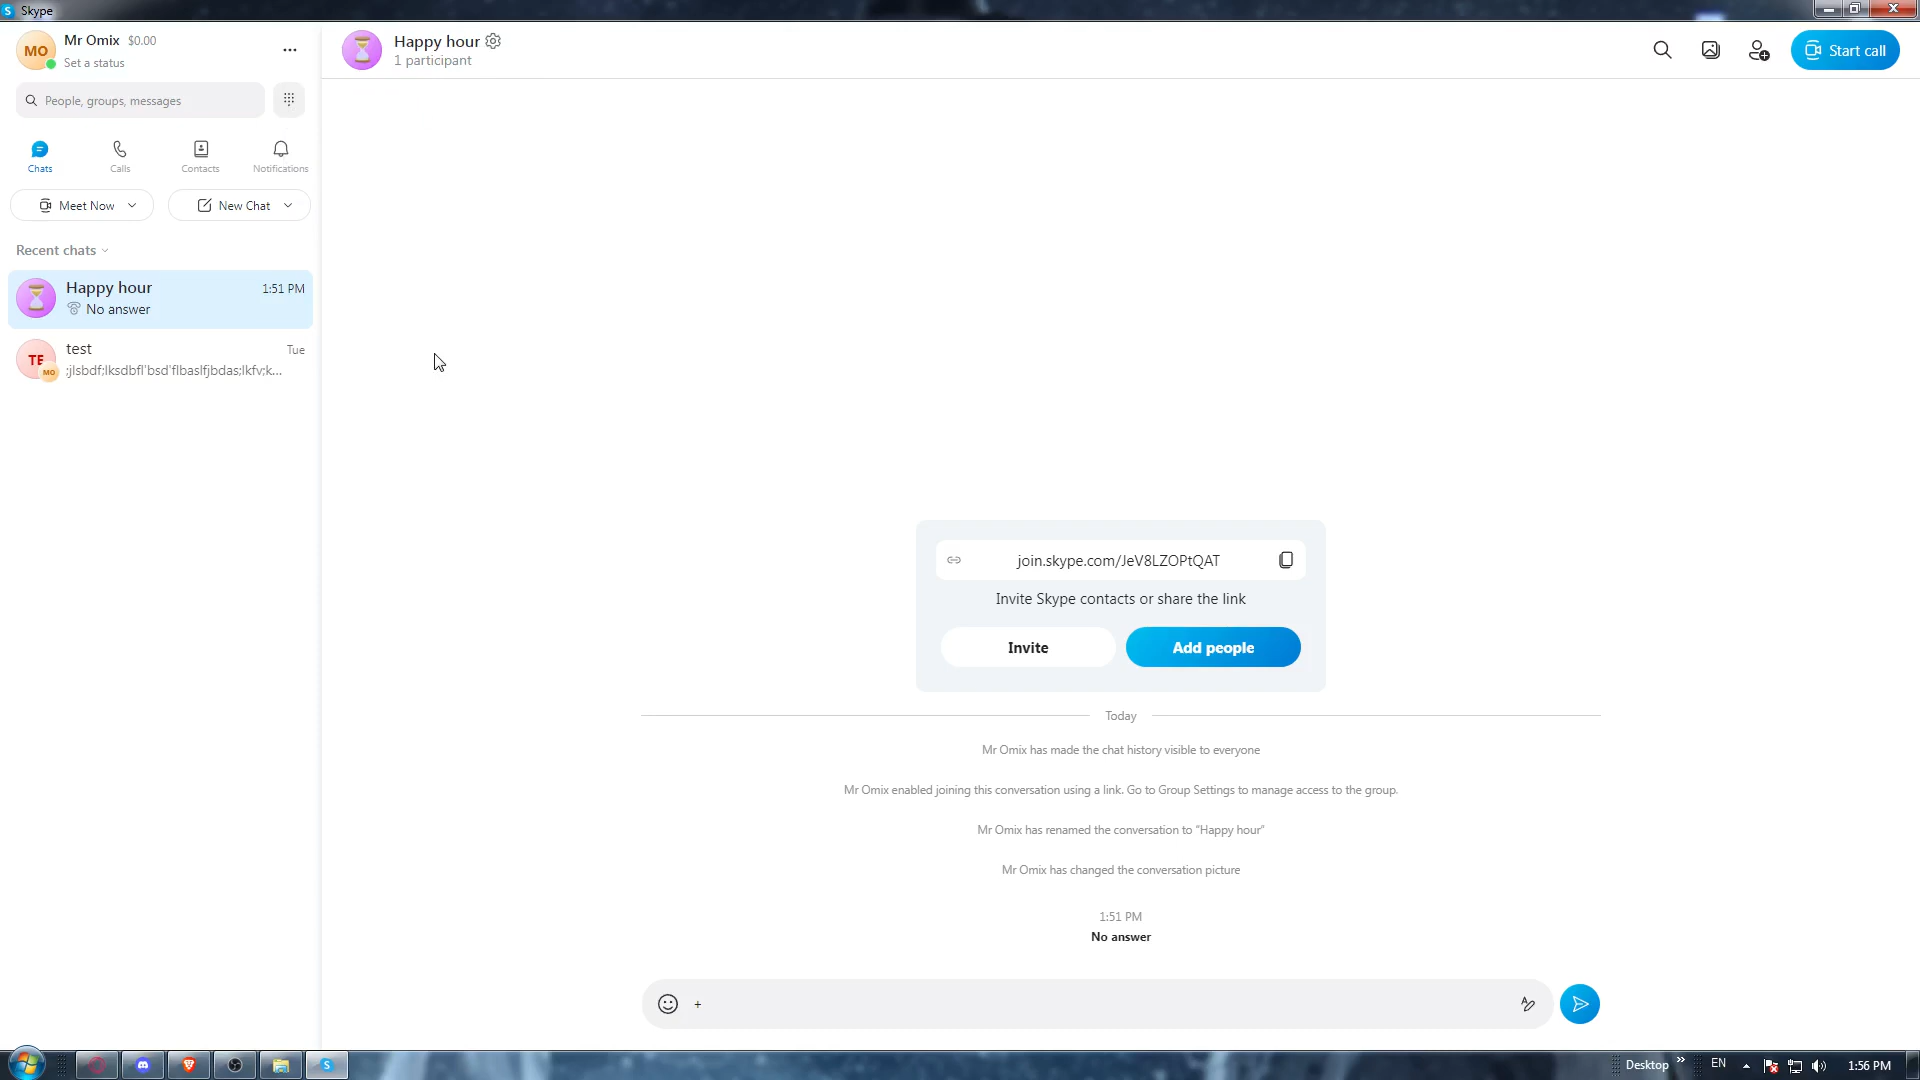 Skype
MO
Mr Omix $0.00
Set a status
People, groups, messages
Chats
Calls
Contacts
Notifications
Meet Now
New Chat
Recent chats
Happy hour
1:51 PM
No answer
TE
MO
test
Tue
;jlsbdf;lksdbfl'bsd'flbaslfjbdas;lkfv;k...
Happy hour
1 participant
Start call
join.skype.com/JeV8LZOPtQAT
Invite Skype contacts or share the link
Invite
Add people
Today
Mr Omix has made the chat history visible to everyone
Mr Omix enabled joining this conversation using a link. Go to Group Settings to manage access to the group.
Mr Omix has renamed the conversation to "Happy hour"
Mr Omix has changed the conversation picture
1:51 PM
No answer
+
Desktop
EN
1:56 PM